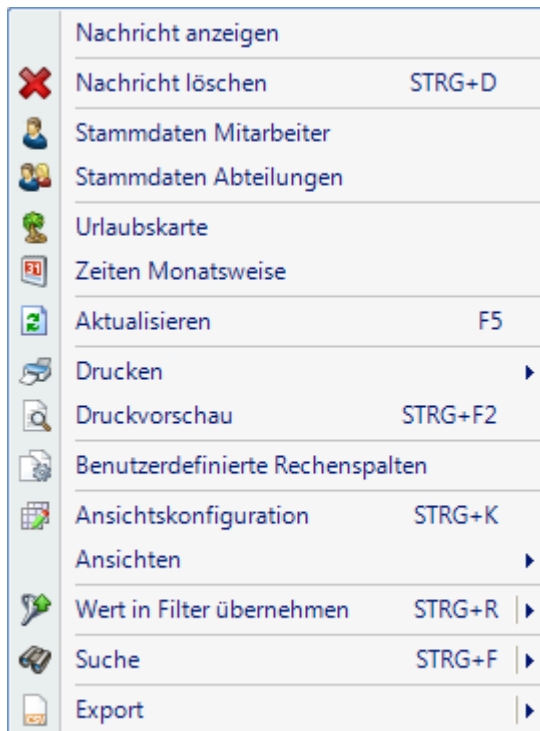 Nachricht anzeigen
Nachricht löschen STRG+D
Stammdaten Mitarbeiter
Stammdaten Abteilungen
Urlaubskarte
31
Zeiten Monatsweise
Aktualisieren F5
Drucken
Druckvorschau STRG+F2
Benutzerdefinierte Rechenspalten
Ansichtskonfiguration STRG+K
Ansichten
Wert in Filter übernehmen STRG+R
Suche STRG+F
Export